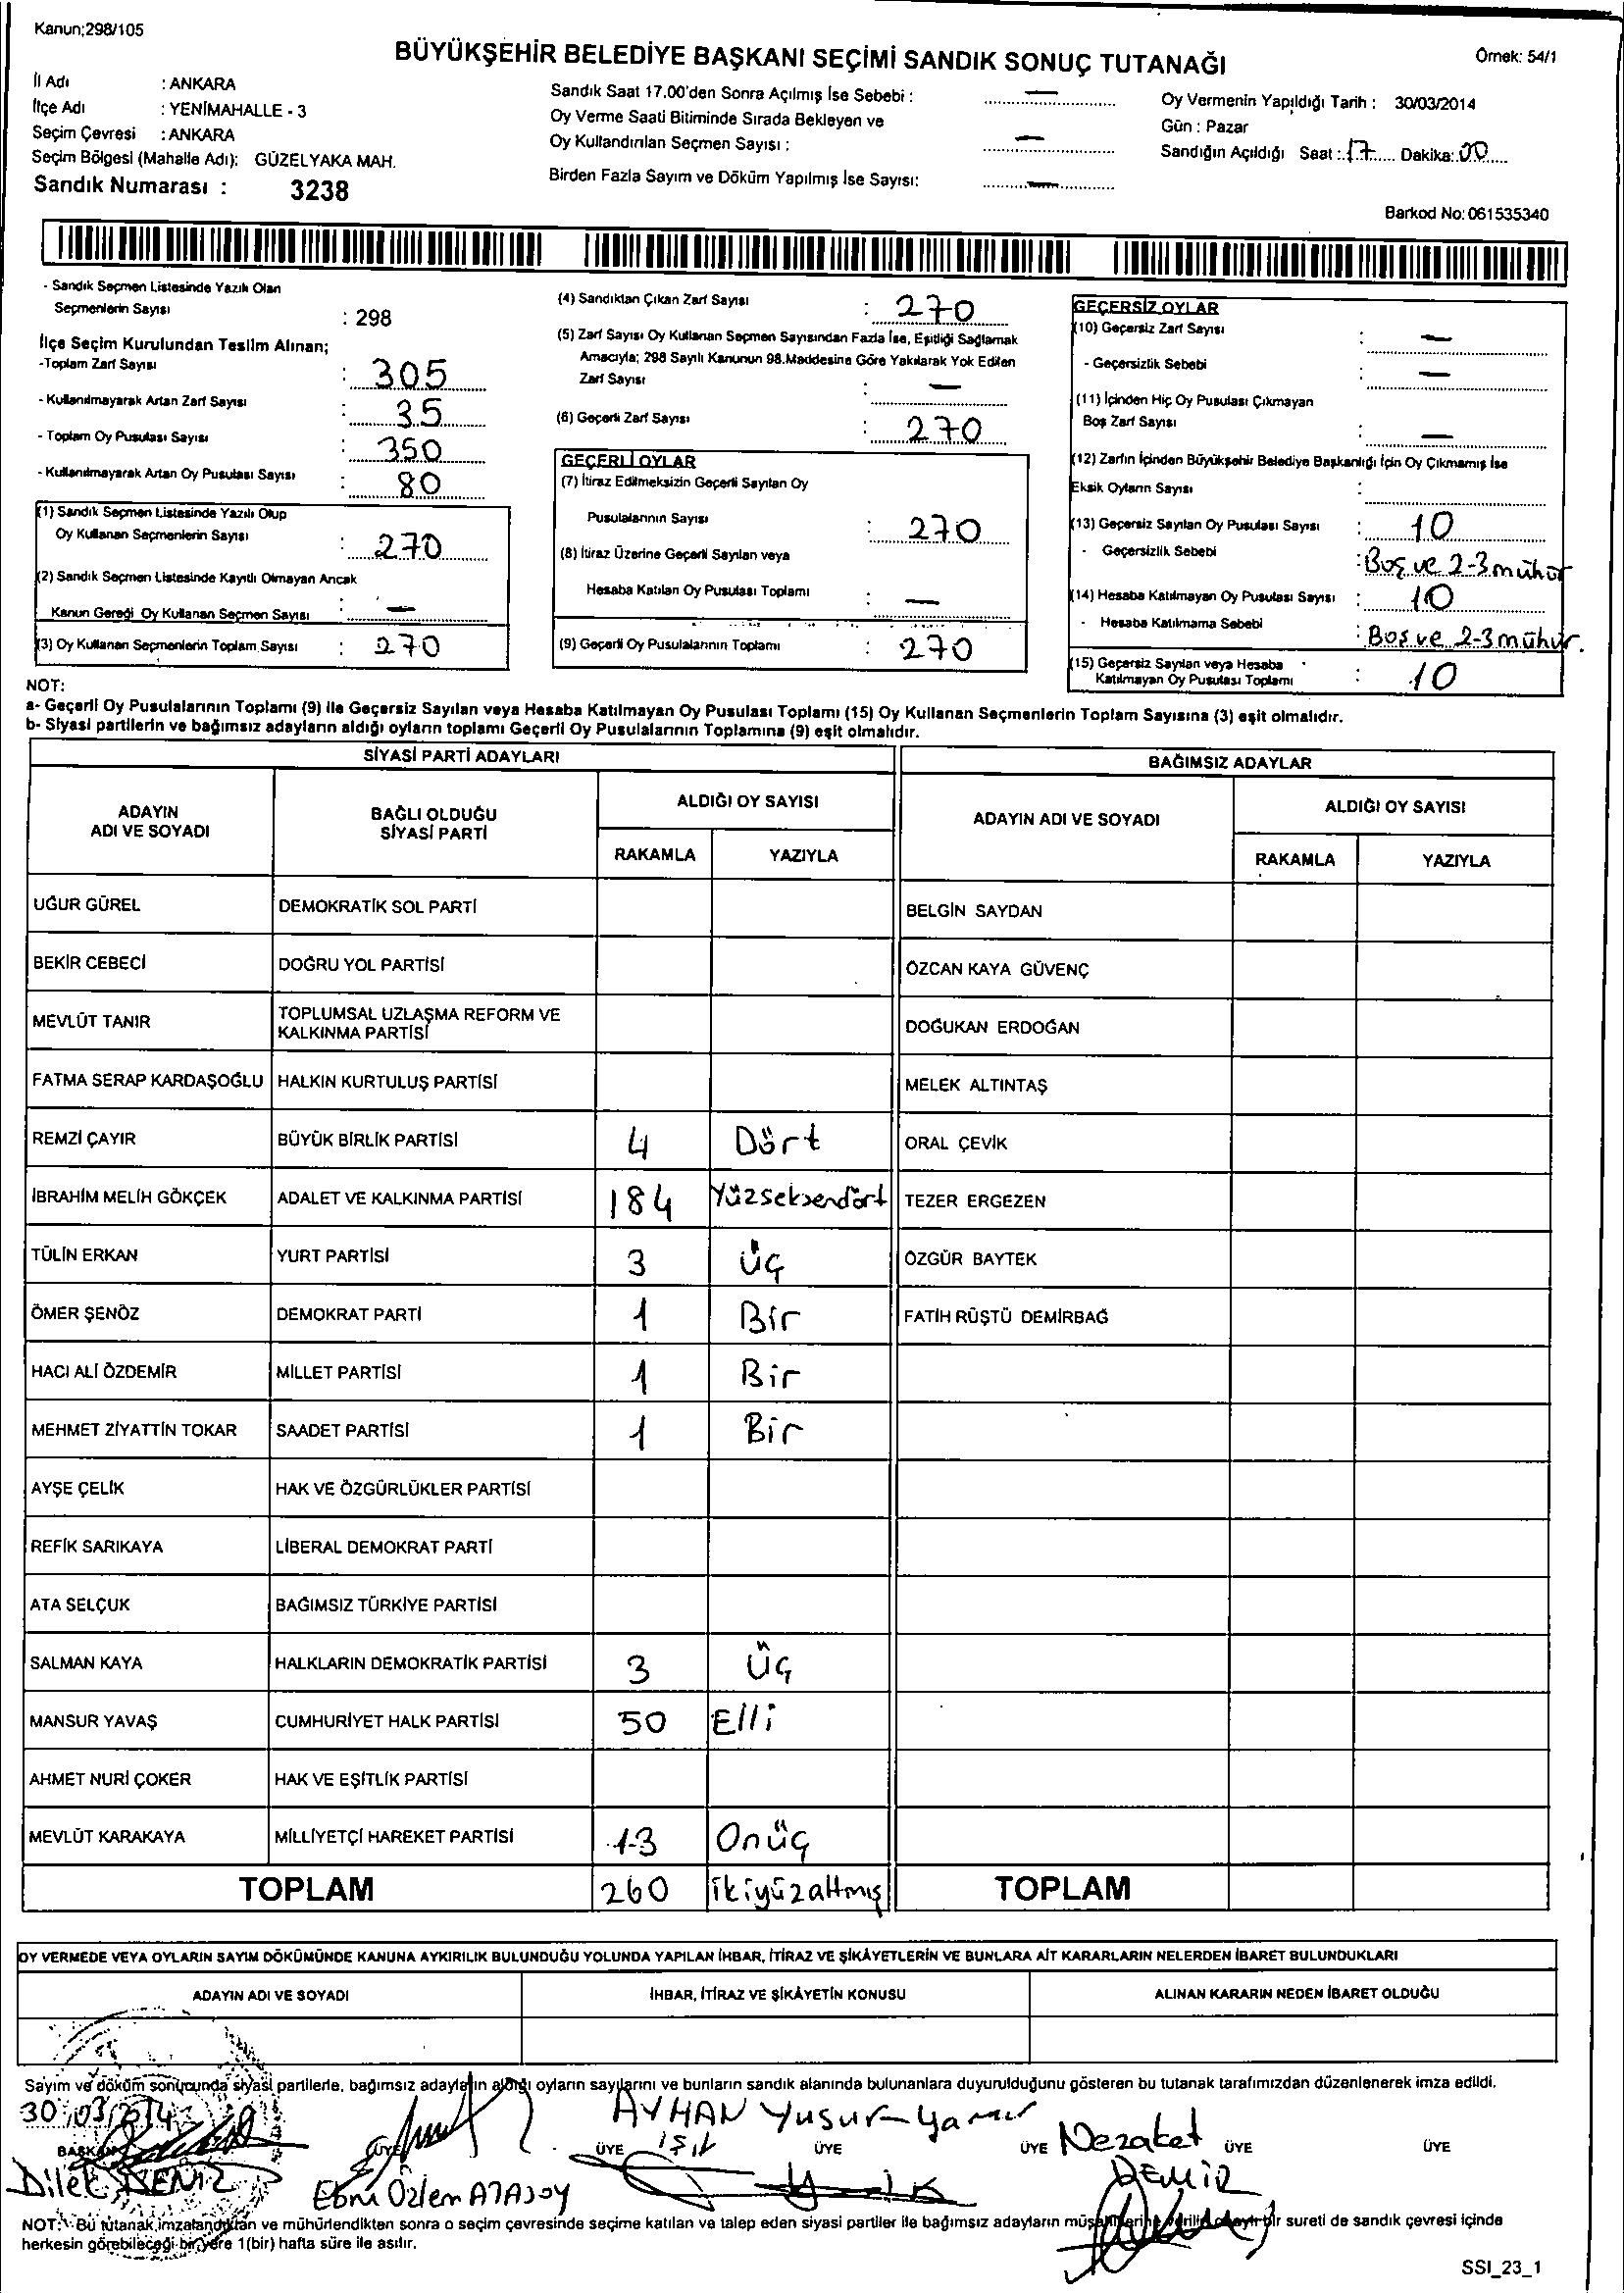 Kanun;298/105
BÜYÜKŞEHİR BELEDİYE BAŞKANI SEÇİMİ SANDIK SONUÇ TUTANAĞI
Örnek: 54/1
İl Adı : ANKARA
İlçe Adı : YENİMAHALLE - 3
Seçim Çevresi : ANKARA
Seçim Bölgesi (Mahalle Adı): GÜZELYAKA MAH.
Sandık Numarası : 3238
Sandık Saat 17.00'den Sonra Açılmış İse Sebebi : —
Oy Verme Saati Bitiminde Sırada Bekleyen ve
Oy Kullandırılan Seçmen Sayısı : —
Birden Fazla Sayım ve Döküm Yapılmış İse Sayısı: —
Oy Vermenin Yapıldığı Tarih : 30/03/2014
Gün : Pazar
Sandığın Açıldığı Saat : 17 Dakika: 00
Barkod No: 061535340
- Sandık Seçmen Listesinde Yazılı Olan
Seçmenlerin Sayısı : 298
İlçe Seçim Kurulundan Teslim Alınan;
-Toplam Zarf Sayısı : 305
- Kullanılmayarak Artan Zarf Sayısı : 35
- Toplam Oy Pusulası Sayısı : 350
- Kullanılmayarak Artan Oy Pusulası Sayısı : 80
(1) Sandık Seçmen Listesinde Yazılı Olup
Oy Kullanan Seçmenlerin Sayısı : 270
(2) Sandık Seçmen Listesinde Kayıtlı Olmayan Ancak
Kanun Gereği Oy Kullanan Seçmen Sayısı : —
(3) Oy Kullanan Seçmenlerin Toplam Sayısı : 270
(4) Sandıktan Çıkan Zarf Sayısı : 270
(5) Zarf Sayısı Oy Kullanan Seçmen Sayısından Fazla İse, Eşitliği Sağlamak
Amacıyla; 298 Sayılı Kanunun 98.Maddesine Göre Yakılarak Yok Edilen
Zarf Sayısı : —
(6) Geçerli Zarf Sayısı : 270
GEÇERLİ OYLAR
(7) İtiraz Edilmeksizin Geçerli Sayılan Oy
Pusulalarının Sayısı : 270
(8) İtiraz Üzerine Geçerli Sayılan veya
Hesaba Katılan Oy Pusulası Toplamı : —
(9) Geçerli Oy Pusulalarının Toplamı : 270
GEÇERSİZ OYLAR
(10) Geçersiz Zarf Sayısı : —
- Geçersizlik Sebebi : —
(11) İçinden Hiç Oy Pusulası Çıkmayan
Boş Zarf Sayısı : —
(12) Zarfın İçinden Büyükşehir Belediye Başkanlığı İçin Oy Çıkmamış İse
Eksik Oyların Sayısı :
(13) Geçersiz Sayılan Oy Pusulası Sayısı : 10
- Geçersizlik Sebebi : Boş ve 2-3 mühür
(14) Hesaba Katılmayan Oy Pusulası Sayısı : 10
- Hesaba Katılmama Sebebi : Boş ve 2-3 mühür.
(15) Geçersiz Sayılan veya Hesaba
Katılmayan Oy Pusulası Toplamı : 10
NOT:
a- Geçerli Oy Pusulalarının Toplamı (9) ile Geçersiz Sayılan veya Hesaba Katılmayan Oy Pusulası Toplamı (15) Oy Kullanan Seçmenlerin Toplam Sayısına (3) eşit olmalıdır.
b- Siyasi partilerin ve bağımsız adayların aldığı oyların toplamı Geçerli Oy Pusulalarının Toplamına (9) eşit olmalıdır.
SİYASİ PARTİ ADAYLARI BAĞIMSIZ ADAYLAR
ADAYIN ADI VE SOYADI BAĞLI OLDUĞU SİYASİ PARTİ ALDIĞI OY SAYISI ADAYIN ADI VE SOYADI ALDIĞI OY SAYISI
RAKAMLA YAZIYLA RAKAMLA YAZIYLA
UĞUR GÜREL DEMOKRATİK SOL PARTİ BELGİN SAYDAN
BEKİR CEBECİ DOĞRU YOL PARTİSİ ÖZCAN KAYA GÜVENÇ
MEVLÜT TANIR TOPLUMSAL UZLAŞMA REFORM VE KALKINMA PARTİSİ DOĞUKAN ERDOĞAN
FATMA SERAP KARDAŞOĞLU HALKIN KURTULUŞ PARTİSİ MELEK ALTINTAŞ
REMZİ ÇAYIR BÜYÜK BİRLİK PARTİSİ 4 Dört ORAL ÇEVİK
İBRAHİM MELİH GÖKÇEK ADALET VE KALKINMA PARTİSİ 184 Yüzseksendört TEZER ERGEZEN
TÜLİN ERKAN YURT PARTİSİ 3 üç ÖZGÜR BAYTEK
ÖMER ŞENÖZ DEMOKRAT PARTİ 1 Bir FATİH RÜŞTÜ DEMİRBAĞ
HACI ALİ ÖZDEMİR MİLLET PARTİSİ 1 Bir
MEHMET ZİYATTİN TOKAR SAADET PARTİSİ 1 Bir
AYŞE ÇELİK HAK VE ÖZGÜRLÜKLER PARTİSİ
REFİK SARIKAYA LİBERAL DEMOKRAT PARTİ
ATA SELÇUK BAĞIMSIZ TÜRKİYE PARTİSİ
SALMAN KAYA HALKLARIN DEMOKRATİK PARTİSİ 3 üç
MANSUR YAVAŞ CUMHURİYET HALK PARTİSİ 50 Elli
AHMET NURİ ÇOKER HAK VE EŞİTLİK PARTİSİ
MEVLÜT KARAKAYA MİLLİYETÇİ HAREKET PARTİSİ 13 Onüç
TOPLAM 260 ikiyüzaltmış TOPLAM
OY VERMEDE VEYA OYLARIN SAYIM DÖKÜMÜNDE KANUNA AYKIRILIK BULUNDUĞU YOLUNDA YAPILAN İHBAR, İTİRAZ VE ŞİKÂYETLERİN VE BUNLARA AİT KARARLARIN NELERDEN İBARET BULUNDUKLARI
ADAYIN ADI VE SOYADI İHBAR, İTİRAZ VE ŞİKÂYETİN KONUSU ALINAN KARARIN NEDEN İBARET OLDUĞU
Sayım ve döküm sonucunda siyasi partilerle, bağımsız adayların aldığı oyların sayılarını ve bunların sandık alanında bulunanlara duyurulduğunu gösteren bu tutanak tarafımızdan düzenlenerek imza edildi.
30/03/2014 AYHAN Yusuf Nezaket
BAŞKAN ÜYE ÜYE IŞIK ÜYE ÜYE ÜYE ÜYE
Dilek DENİZ Ebru Özlem ATASOY DEMİR
NOT: Bu tutanak imzalandıktan ve mühürlendikten sonra o seçim çevresinde seçime katılan ve talep eden siyasi partiler ile bağımsız adayların bir sureti de sandık çevresi içinde
herkesin görebileceği bir yere 1(bir) hafta süre ile asılır.
SSI_23_1